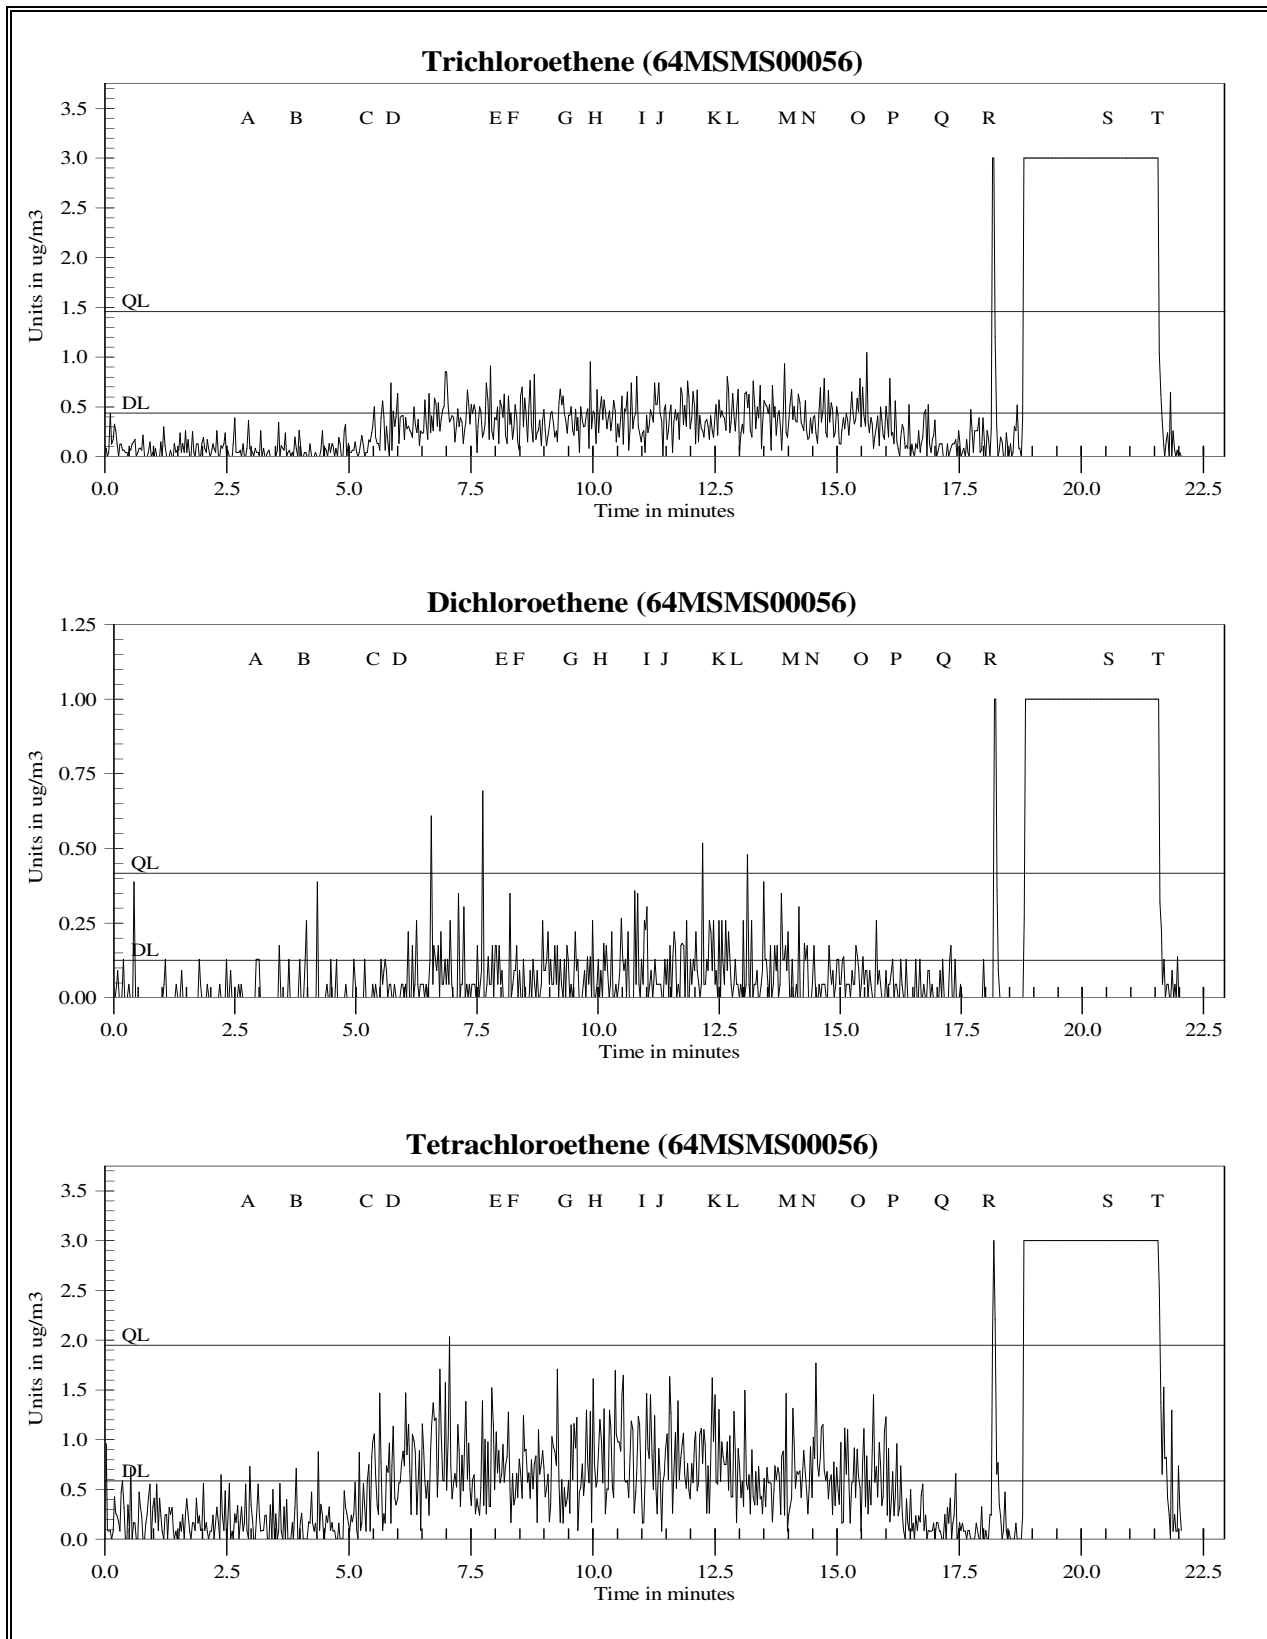 Trichloroethene (64MSMS00056)
3.5
A B C D E F G H I J K L M N O P Q R S T
3.0
2.5
2.0
Units in ug/m3
QL
1.5
1.0
DL
0.5
0.0
0.0 2.5 5.0 7.5 10.0 12.5 15.0 17.5 20.0 22.5
Time in minutes
Dichloroethene (64MSMS00056)
1.25
A B C D E F G H I J K L M N O P Q R S T
1.00
0.75
Units in ug/m3
0.50
QL
0.25
DL
0.00
0.0 2.5 5.0 7.5 10.0 12.5 15.0 17.5 20.0 22.5
Time in minutes
Tetrachloroethene (64MSMS00056)
3.5
A B C D E F G H I J K L M N O P Q R S T
3.0
2.5
2.0
QL
Units in ug/m3
1.5
1.0
DL
0.5
0.0
0.0 2.5 5.0 7.5 10.0 12.5 15.0 17.5 20.0 22.5
Time in minutes